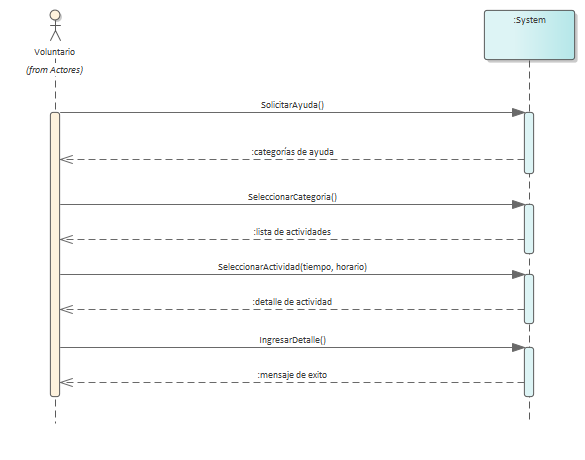 :System
Voluntario
(from Actores)
SolicitarAyuda()
:categorías de ayuda
SeleccionarCategoria()
:lista de actividades
SeleccionarActividad(tiempo, horario)
:detalle de actividad
IngresarDetalle()
:mensaje de exito